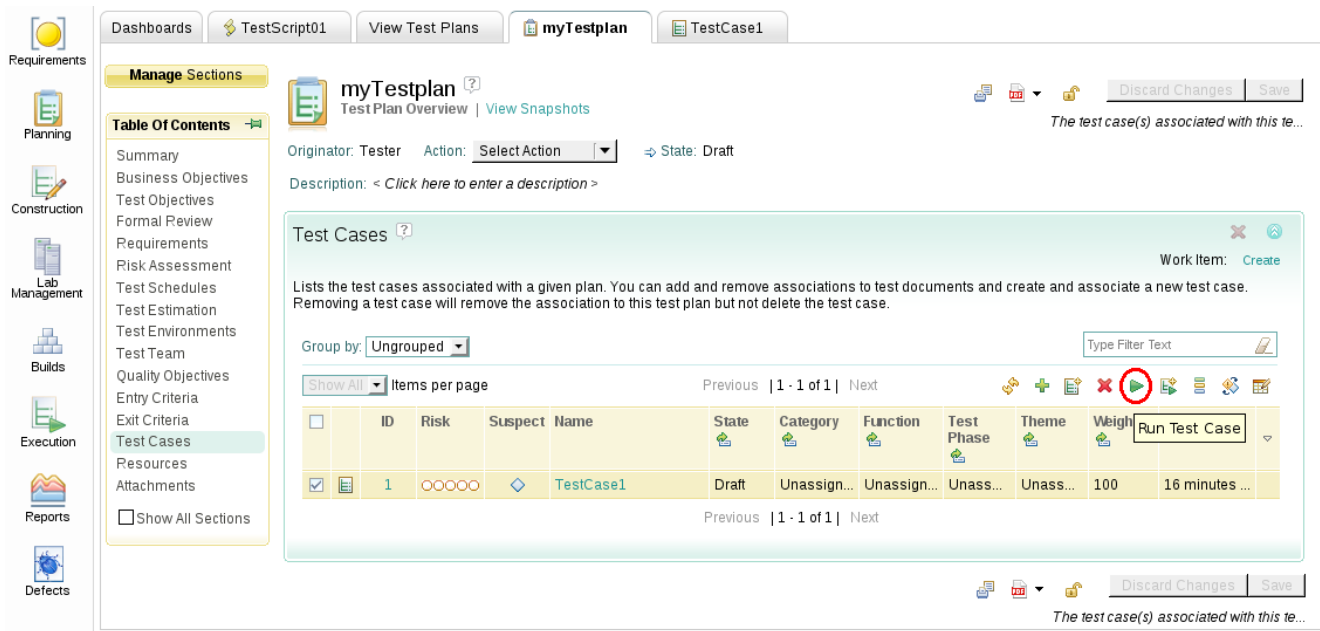 Dashboards TestScript01 View Test Plans myTestplan TestCase1
Requirements
Planning
Construction
Lab
Management
Builds
Execution
Reports
Defects
Manage Sections
Table Of Contents
Summary
Business Objectives
Test Objectives
Formal Review
Requirements
Risk Assessment
Test Schedules
Test Estimation
Test Environments
Test Team
Quality Objectives
Entry Criteria
Exit Criteria
Test Cases
Resources
Attachments
Show All Sections
myTestplan ?
Test Plan Overview | View Snapshots
PDF Discard Changes Save
The test case(s) associated with this te...
Originator: Tester Action: Select Action State: Draft
Description: < Click here to enter a description >
Test Cases ?
Work Item: Create
Lists the test cases associated with a given plan. You can add and remove associations to test documents and create and associate a new test case.
Removing a test case will remove the association to this test plan but not delete the test case.
Group by: Ungrouped Type Filter Text
Show All Items per page Previous | 1 - 1 of 1 | Next
ID Risk Suspect Name State Category Function Test Phase Theme Weigh
Run Test Case
1 TestCase1 Draft Unassign... Unassign... Unass... Unass... 100 16 minutes ...
Previous | 1 - 1 of 1 | Next
PDF Discard Changes Save
The test case(s) associated with this te...